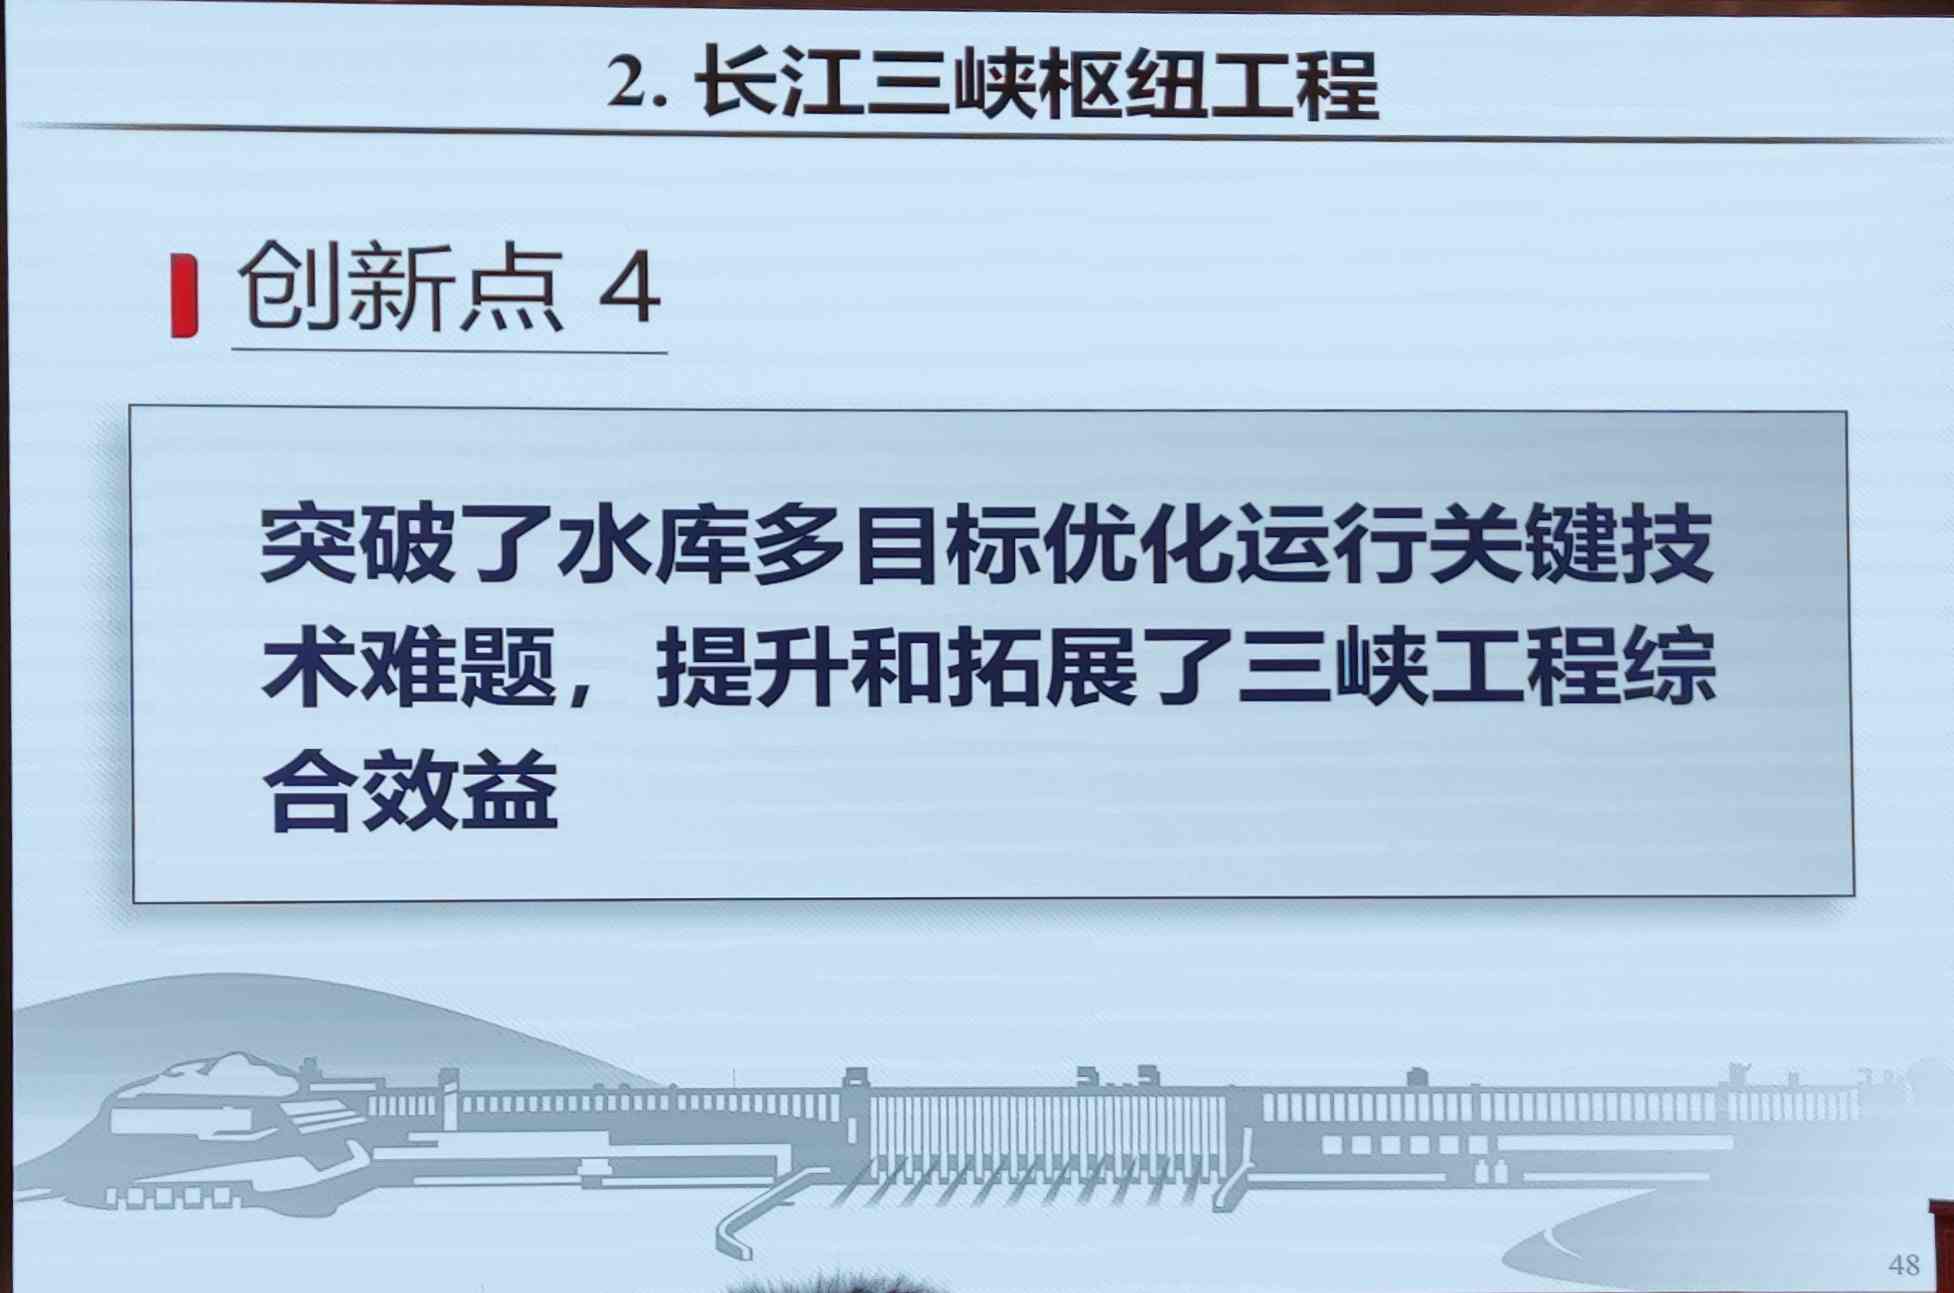 2. 长江三峡枢纽工程
创新点 4
突破了水库多目标优化运行关键技
术难题，提升和拓展了三峡工程综
合效益
48